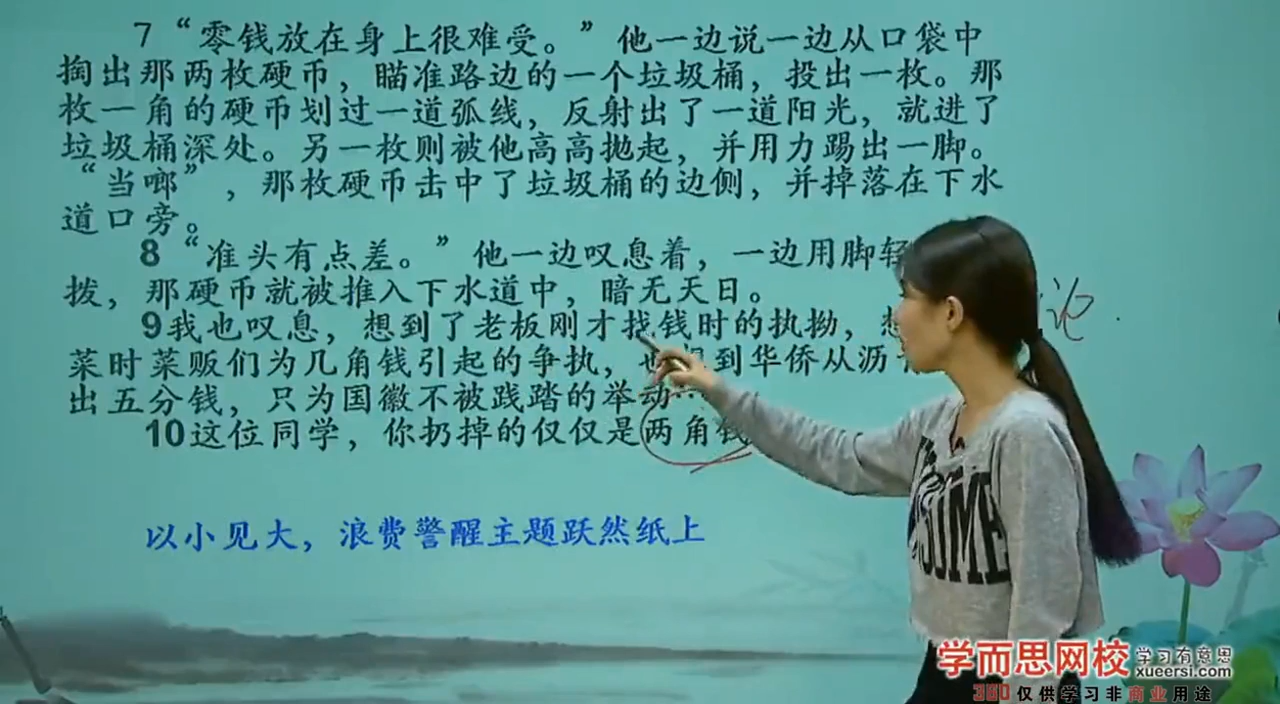 7 “零钱放在身上很难受。”他一边说一边从口袋中
掏出那两枚硬币，瞄准路边的一个垃圾桶，投出一枚。那
枚一角的硬币划过一道弧线，反射出了一道阳光，就进了
垃圾桶深处。另一枚则被他高高抛起，并用力踢出一脚。
“当啷”，那枚硬币击中了垃圾桶的边侧，并掉落在下水
道口旁。
8 “准头有点差。”他一边叹息着，一边用脚轻
拨，那硬币就被推入下水道中，暗无天日。
9我也叹息，想到了老板刚才找钱时的执拗，想
菜时菜贩们为几角钱引起的争执，也想到华侨从沥
出五分钱，只为国徽不被践踏的举动…
10这位同学，你扔掉的仅仅是两角钱
论
以小见大，浪费警醒主题跃然纸上
学而思网校
学习有意思
xueersi.com
360仅供学习非商业用途